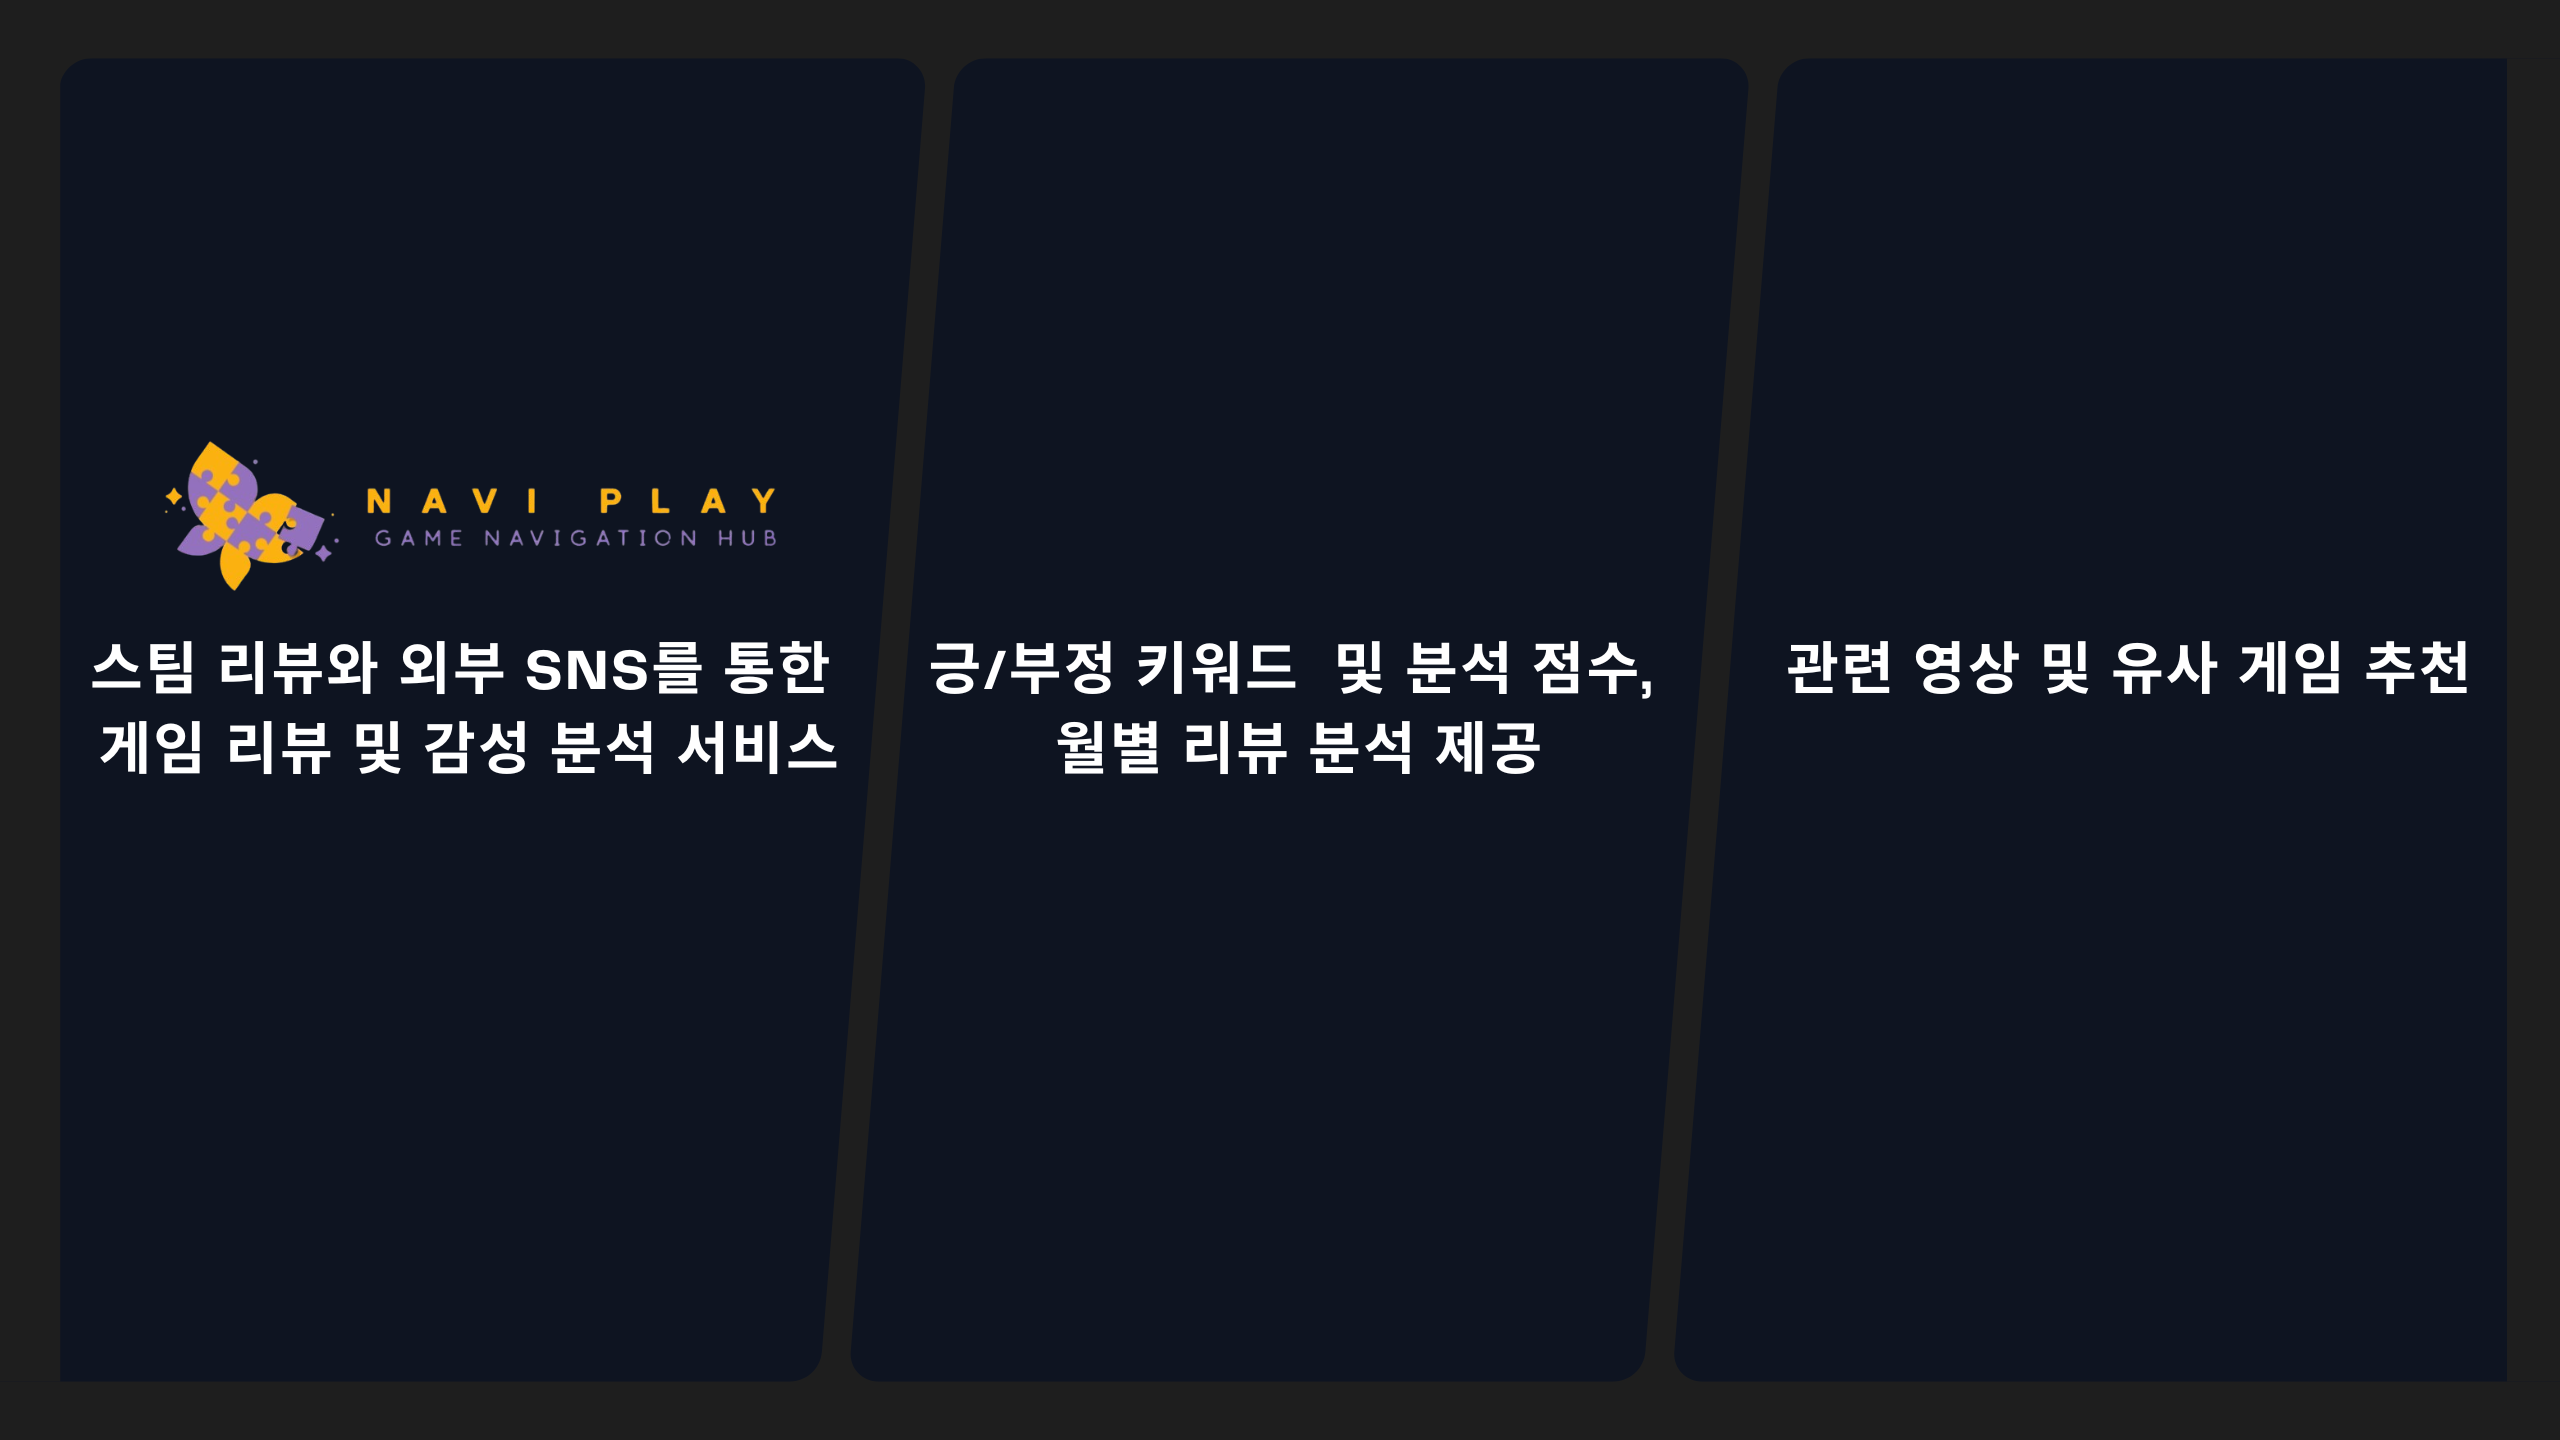 NAVI PLAY
GAME NAVIGATION HUB
스팀 리뷰와 외부 SNS를 통한
게임 리뷰 및 감성 분석 서비스
긍/부정 키워드 및 분석 점수,
월별 리뷰 분석 제공
관련 영상 및 유사 게임 추천